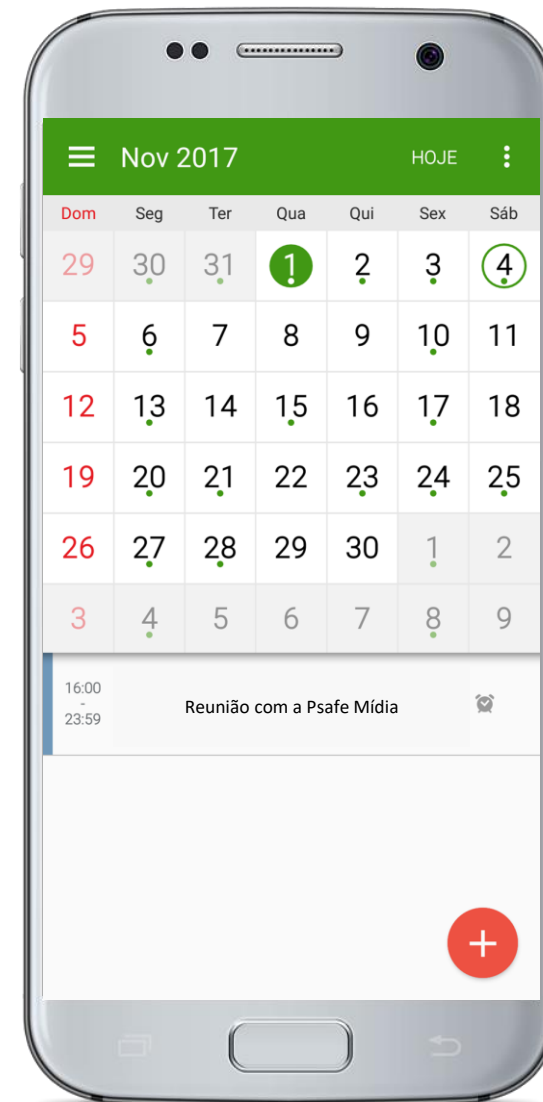 Nov 2017 HOJE
Dom Seg Ter Qua Qui Sex Sáb
29 30 31 1 2 3 4
5 6 7 8 9 10 11
12 13 14 15 16 17 18
19 20 21 22 23 24 25
26 27 28 29 30 1 2
3 4 5 6 7 8 9
16:00
-
23:59
Reunião com a Psafe Mídia